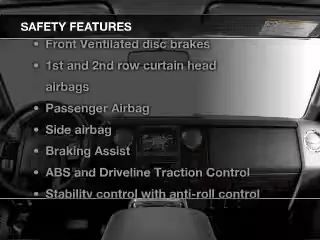 SAFETY FEATURES
• Front Ventilated disc brakes
• 1st and 2nd row curtain head
airbags
• Passenger Airbag
• Side airbag
• Braking Assist
• ABS and Driveline Traction Control
• Stability control with anti-roll control